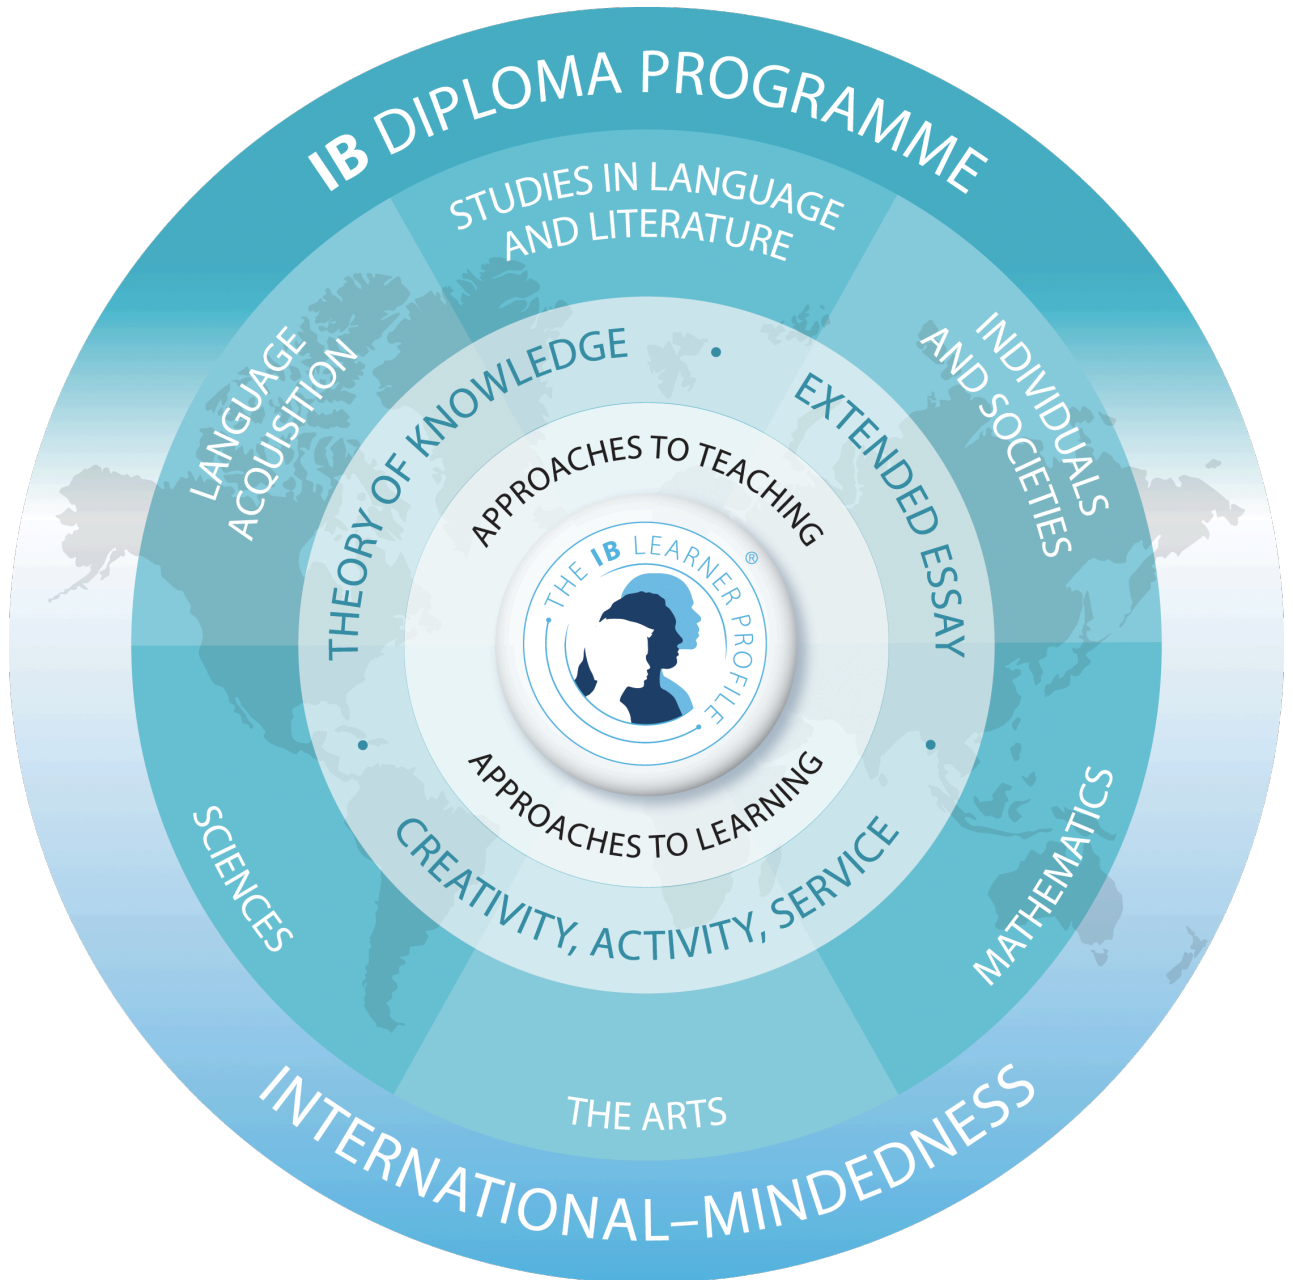 IB DIPLOMA PROGRAMME
STUDIES IN LANGUAGE
AND LITERATURE
LANGUAGE
ACQUISITION
INDIVIDUALS
AND SOCIETIES
THEORY OF KNOWLEDGE
•
EXTENDED ESSAY
APPROACHES TO TEACHING
THE IB LEARNER PROFILE ®
APPROACHES TO LEARNING
•
CREATIVITY, ACTIVITY, SERVICE
•
SCIENCES
MATHEMATICS
THE ARTS
INTERNATIONAL–MINDEDNESS